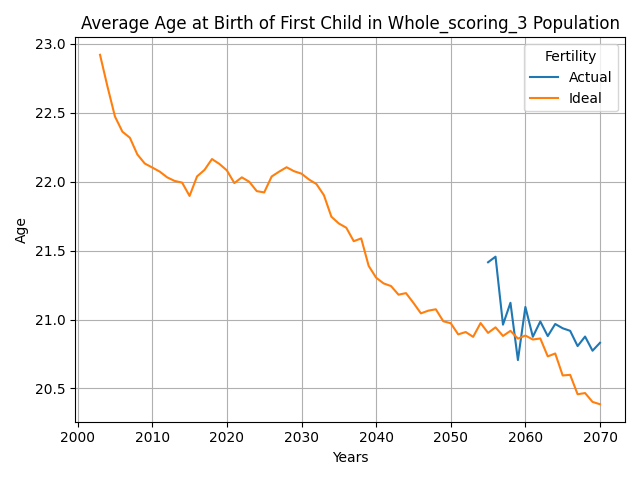 Average Age at Birth of First Child in Whole_scoring_3 Population
Fertility
Actual
Ideal
23.0
22.5
22.0
21.5
21.0
20.5
Age
2000 2010 2020 2030 2040 2050 2060 2070
Years